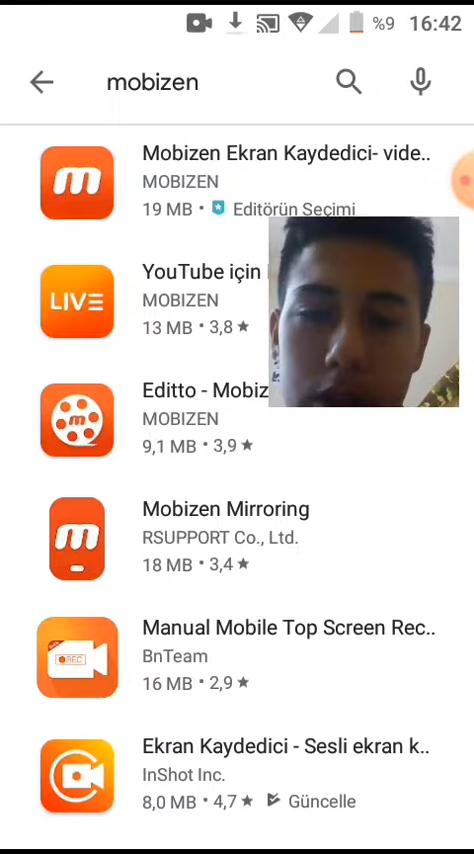 %9 16:42
mobizen
Mobizen Ekran Kaydedici- vide..
MOBIZEN
19 MB • Editörün Seçimi
YouTube için
LIVE
MOBIZEN
13 MB • 3,8 ★
Editto - Mobiz
MOBIZEN
9,1 MB • 3,9 ★
Mobizen Mirroring
RSUPPORT Co., Ltd.
18 MB • 3,4 ★
Manual Mobile Top Screen Rec..
REC
BnTeam
16 MB • 2,9 ★
Ekran Kaydedici - Sesli ekran k..
InShot Inc.
8,0 MB • 4,7 ★ Güncelle